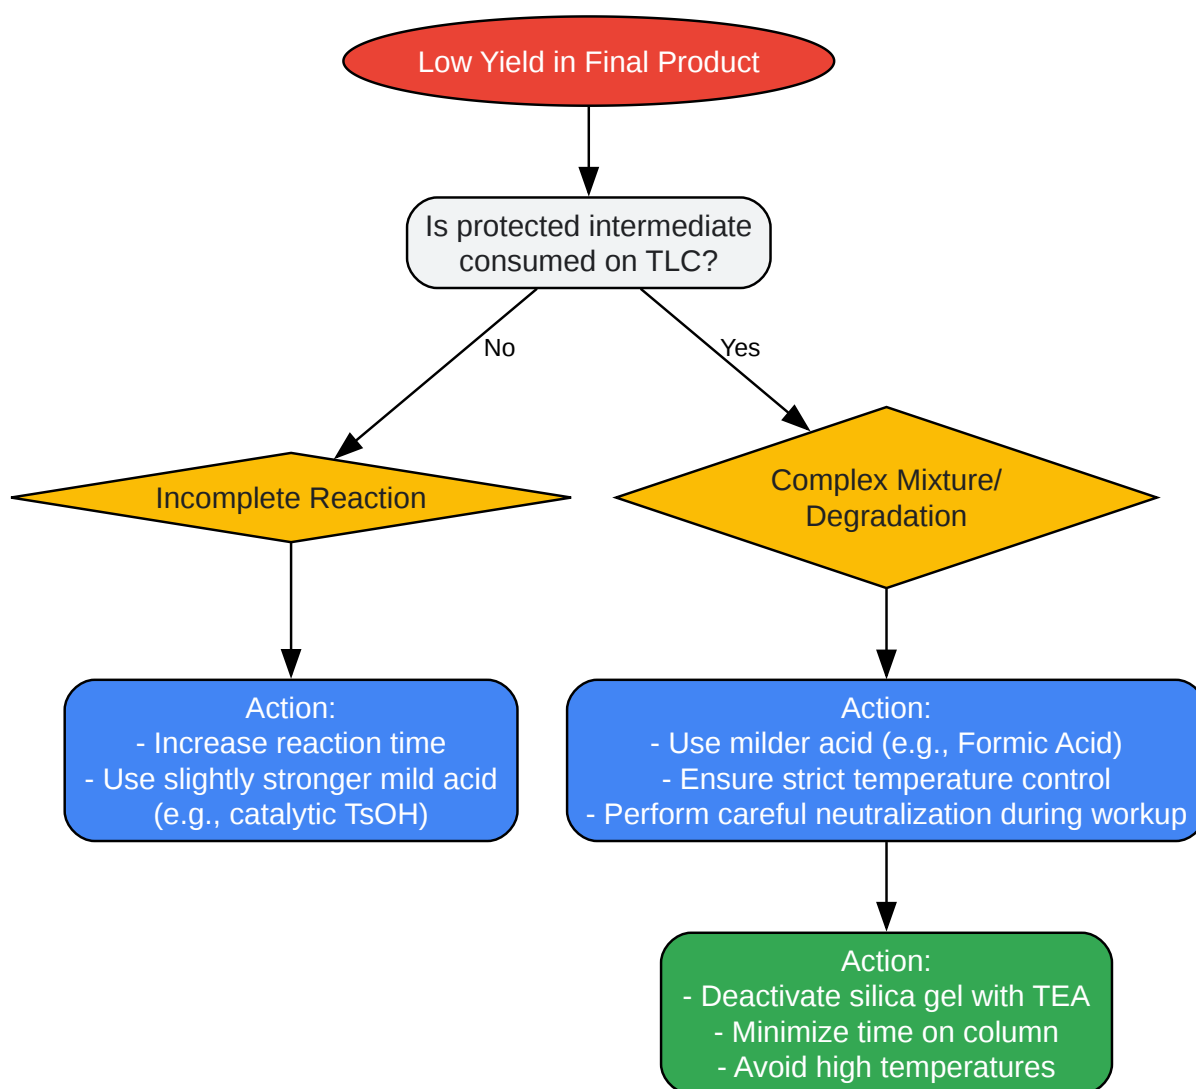 Low Yield in Final Product
Is protected intermediate
consumed on TLC?
No
Yes
Incomplete Reaction
Complex Mixture/
Degradation
Action:
- Increase reaction time
- Use slightly stronger mild acid
(e.g., catalytic TsOH)
Action:
- Use milder acid (e.g., Formic Acid)
- Ensure strict temperature control
- Perform careful neutralization during workup
Action:
- Deactivate silica gel with TEA
- Minimize time on column
- Avoid high temperatures